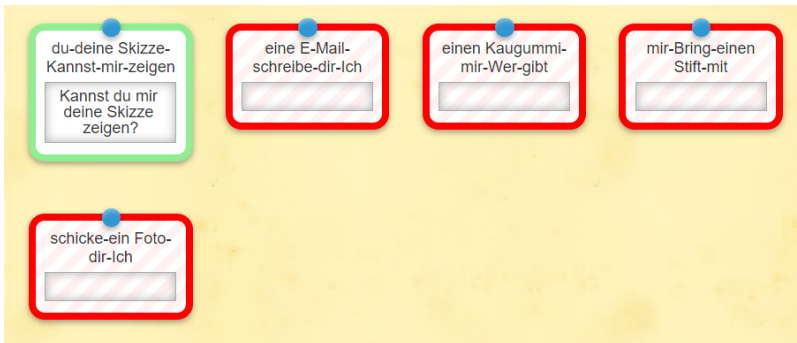 du-deine Skizze-
Kannst-mir-zeigen
Kannst du mir
deine Skizze
zeigen?
eine E-Mail-
schreibe-dir-Ich
einen Kaugummi-
mir-Wer-gibt
mir-Bring-einen
Stift-mit
schicke-ein Foto-
dir-Ich